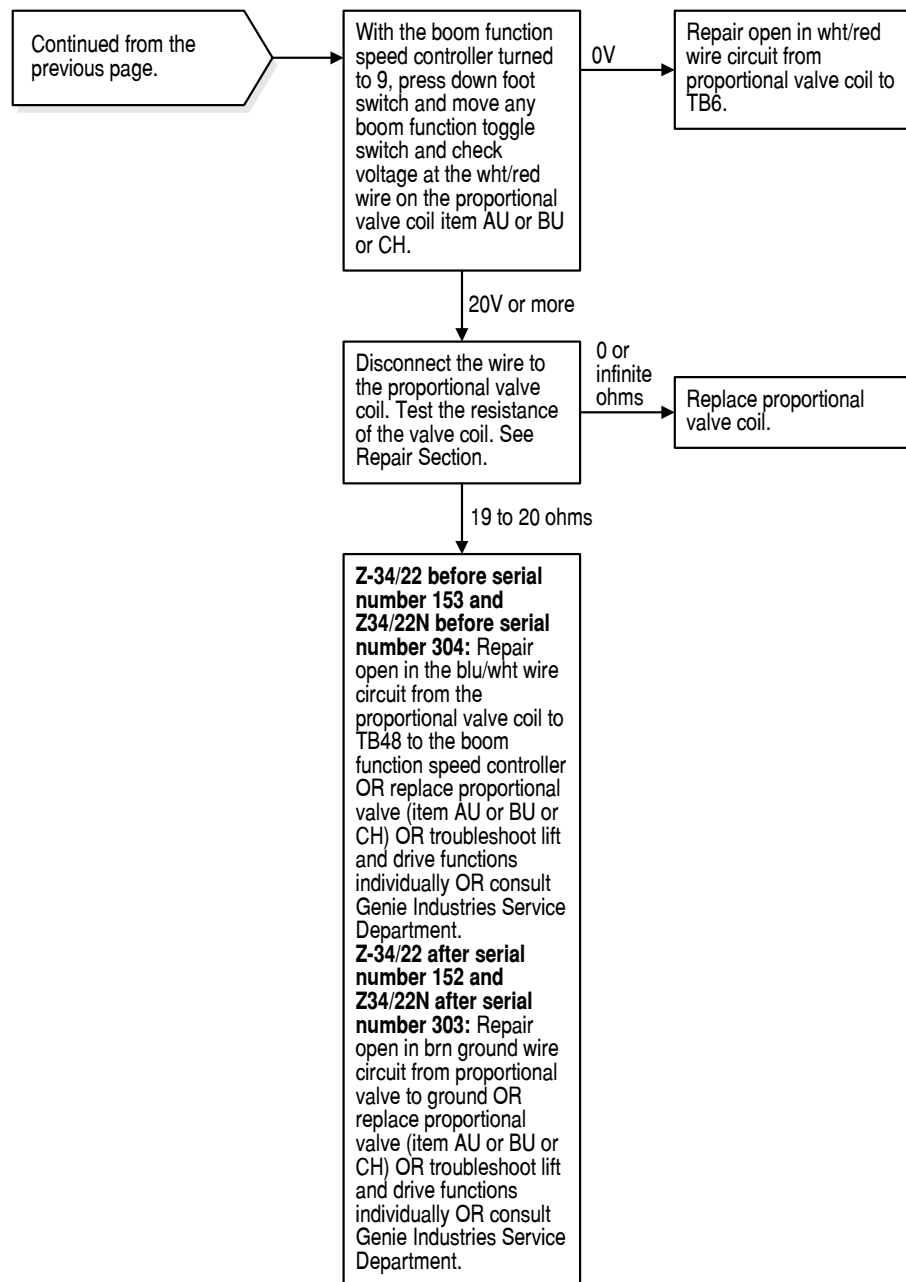 Continued from the
previous page.
With the boom function
speed controller turned
to 9, press down foot
switch and move any
boom function toggle
switch and check
voltage at the wht/red
wire on the proportional
valve coil item AU or BU
or CH.
0V
Repair open in wht/red
wire circuit from
proportional valve coil to
TB6.
20V or more
Disconnect the wire to
the proportional valve
coil. Test the resistance
of the valve coil. See
Repair Section.
0 or
infinite
ohms
Replace proportional
valve coil.
19 to 20 ohms
Z-34/22 before serial
number 153 and
Z34/22N before serial
number 304: Repair
open in the blu/wht wire
circuit from the
proportional valve coil to
TB48 to the boom
function speed controller
OR replace proportional
valve (item AU or BU or
CH) OR troubleshoot lift
and drive functions
individually OR consult
Genie Industries Service
Department.
Z-34/22 after serial
number 152 and
Z34/22N after serial
number 303: Repair
open in brn ground wire
circuit from proportional
valve to ground OR
replace proportional
valve (item AU or BU or
CH) OR troubleshoot lift
and drive functions
individually OR consult
Genie Industries Service
Department.